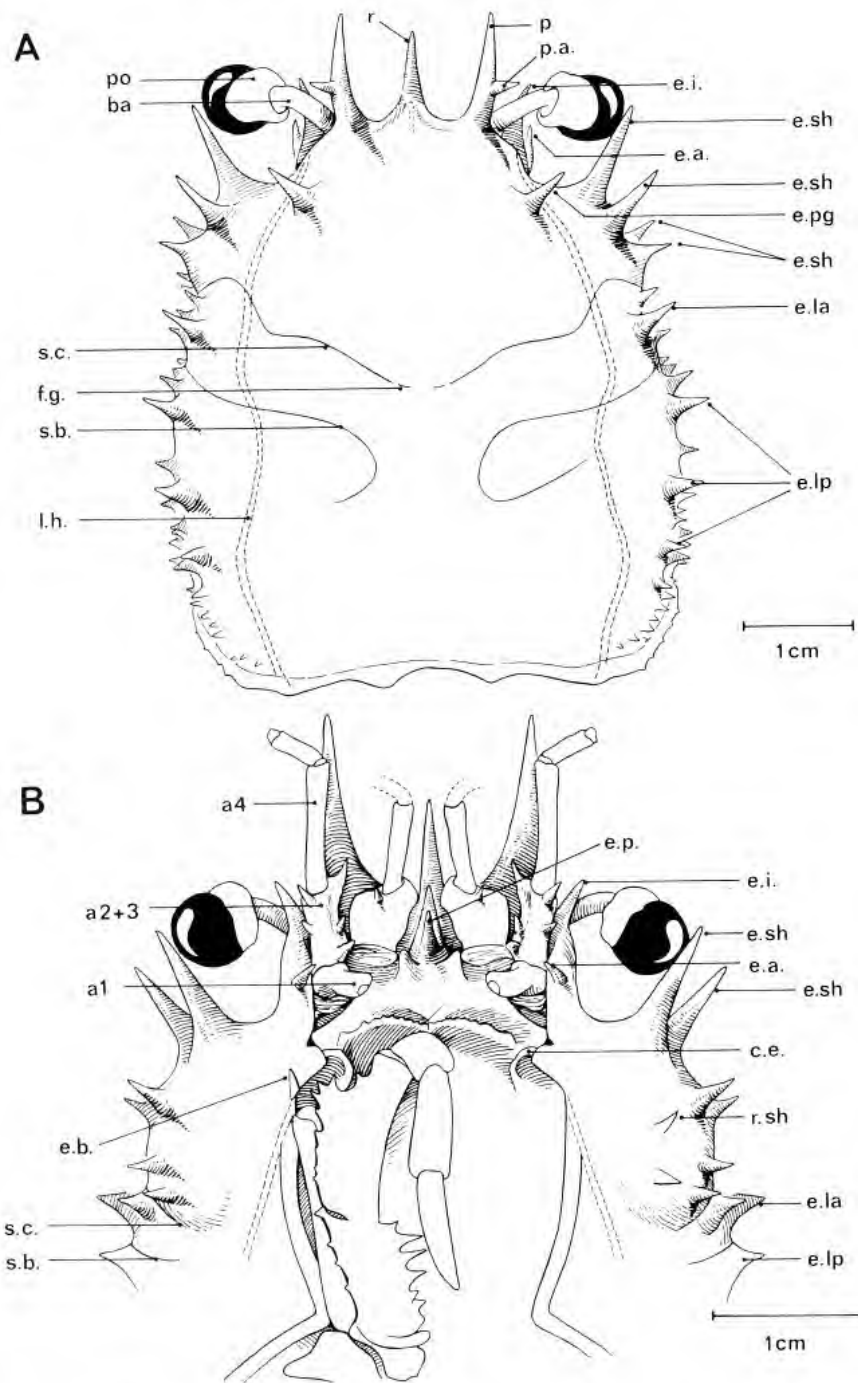 A
r
p
p.a.
po
ba
e.i.
e.sh
e.a.
e.sh
e.pg
e.sh
e.la
s.c.
f.g.
s.b.
e.lp
l.h.
1cm
B
a4
e.p.
e.i.
a2+3
e.sh
e.a.
a1
e.sh
c.e.
r.sh
e.b.
e.la
s.c.
s.b.
e.lp
1cm